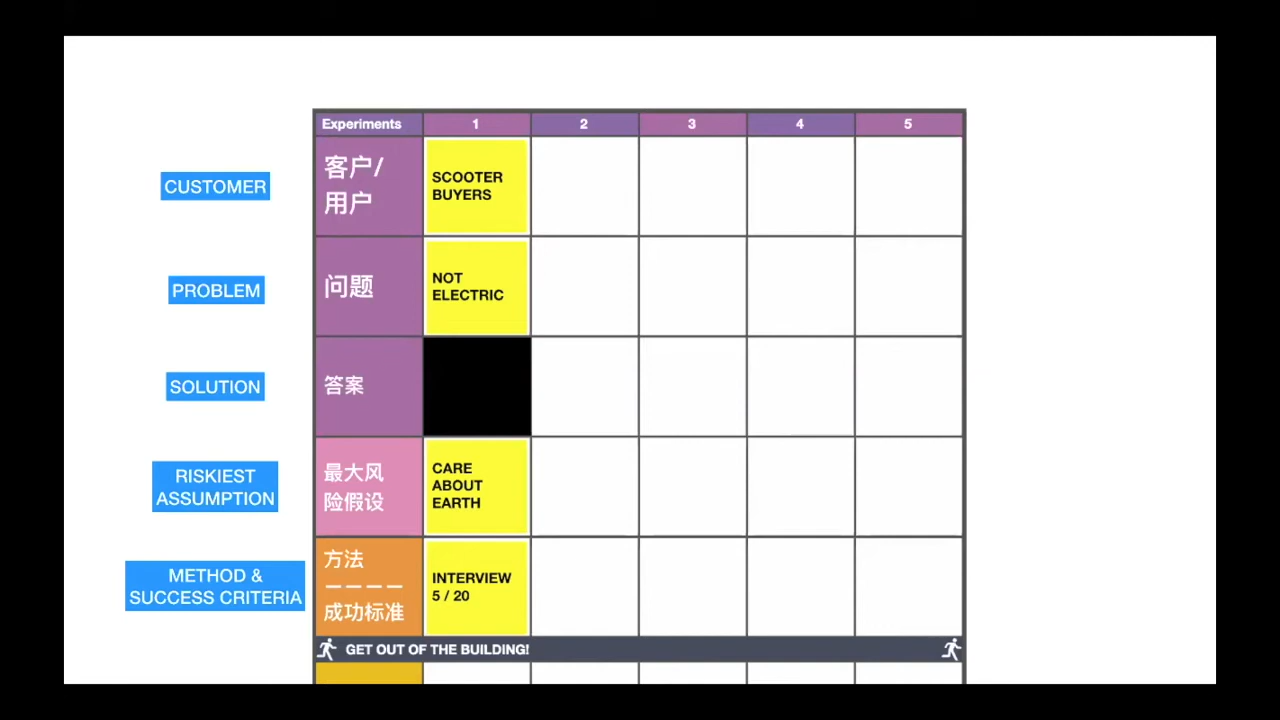 Experiments 1 2 3 4 5
CUSTOMER
客户/
用户
SCOOTER
BUYERS
PROBLEM
问题
NOT
ELECTRIC
SOLUTION
答案
RISKIEST
ASSUMPTION
最大风
险假设
CARE
ABOUT
EARTH
METHOD &
SUCCESS CRITERIA
方法
————
成功标准
INTERVIEW
5 / 20
GET OUT OF THE BUILDING!